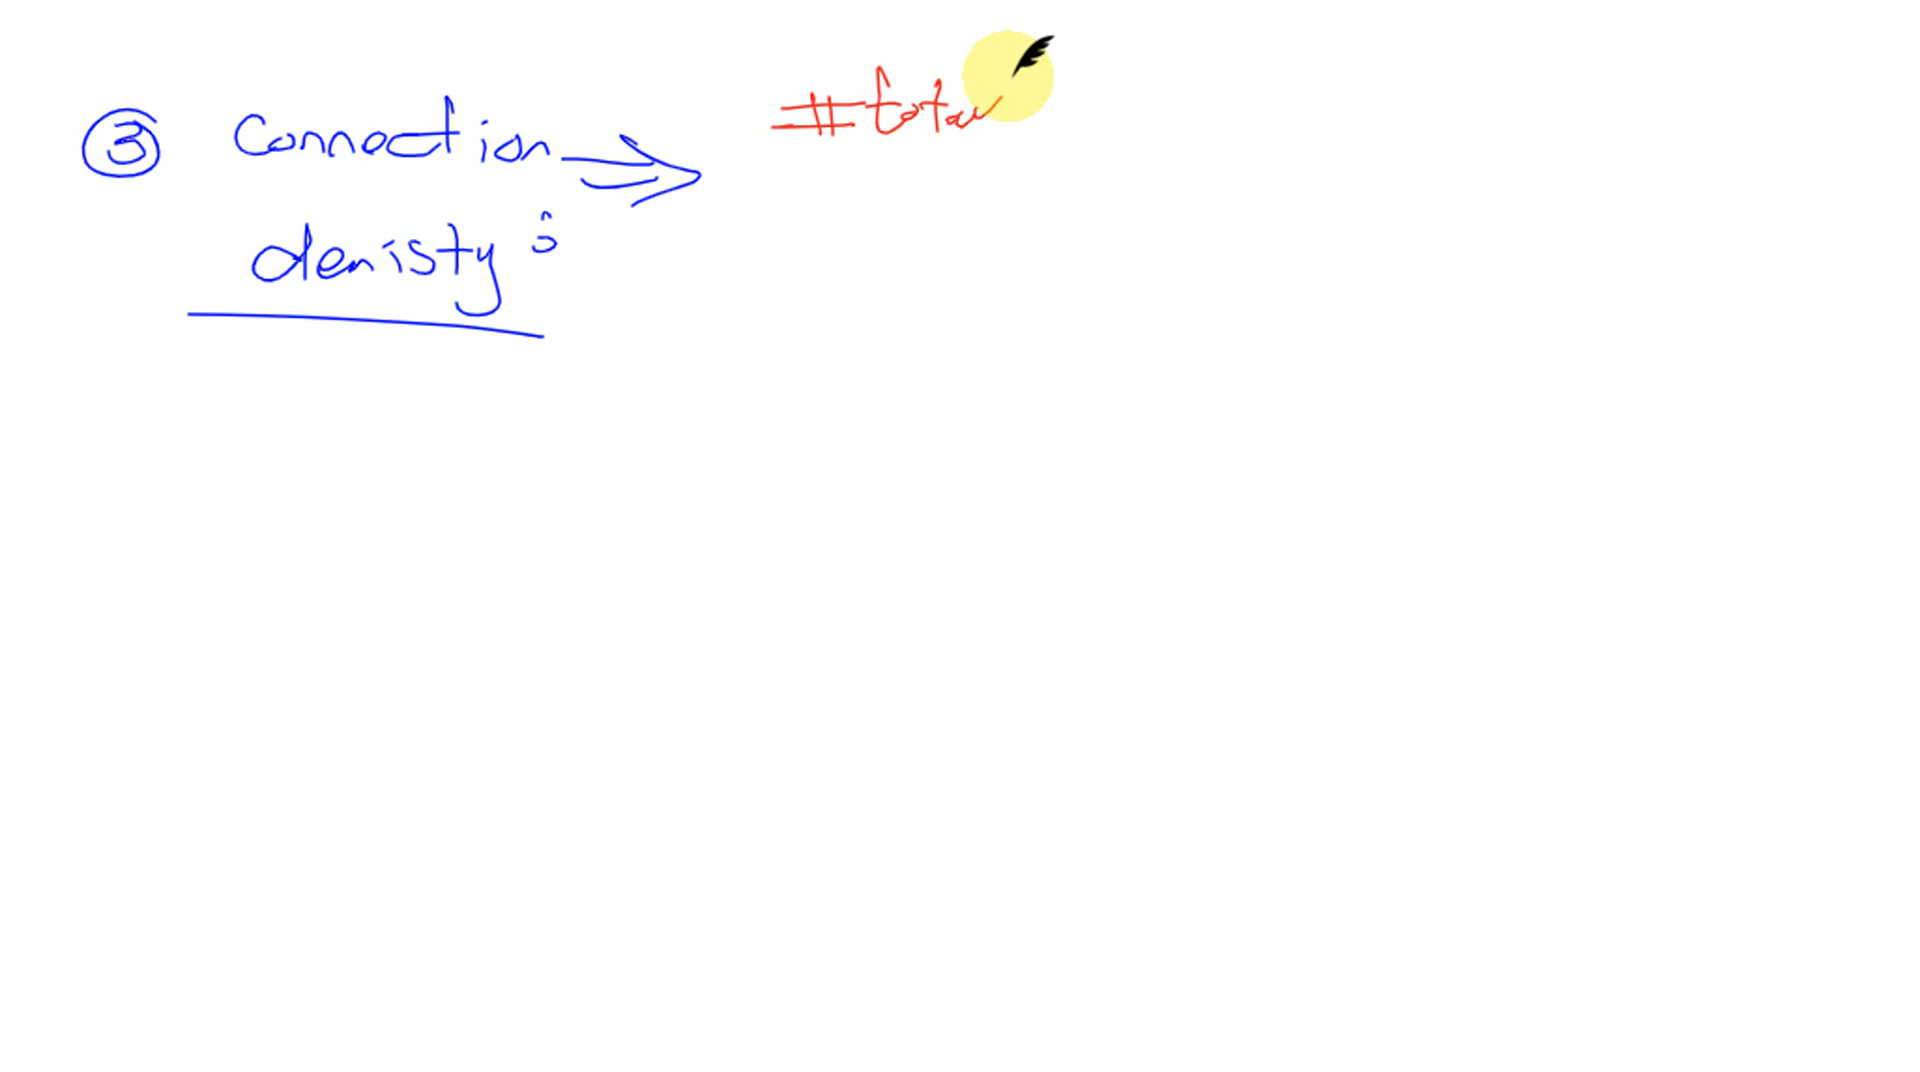 ③ Connection ⇒ #total
denisty: